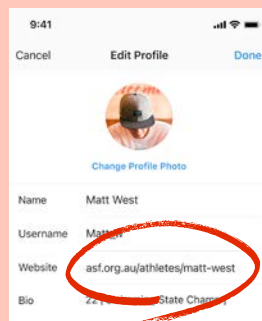 9:41
Cancel Edit Profile Done
Change Profile Photo
Name Matt West
Username
Website asf.org.au/athletes/matt-west
Bio 22 | State Champ